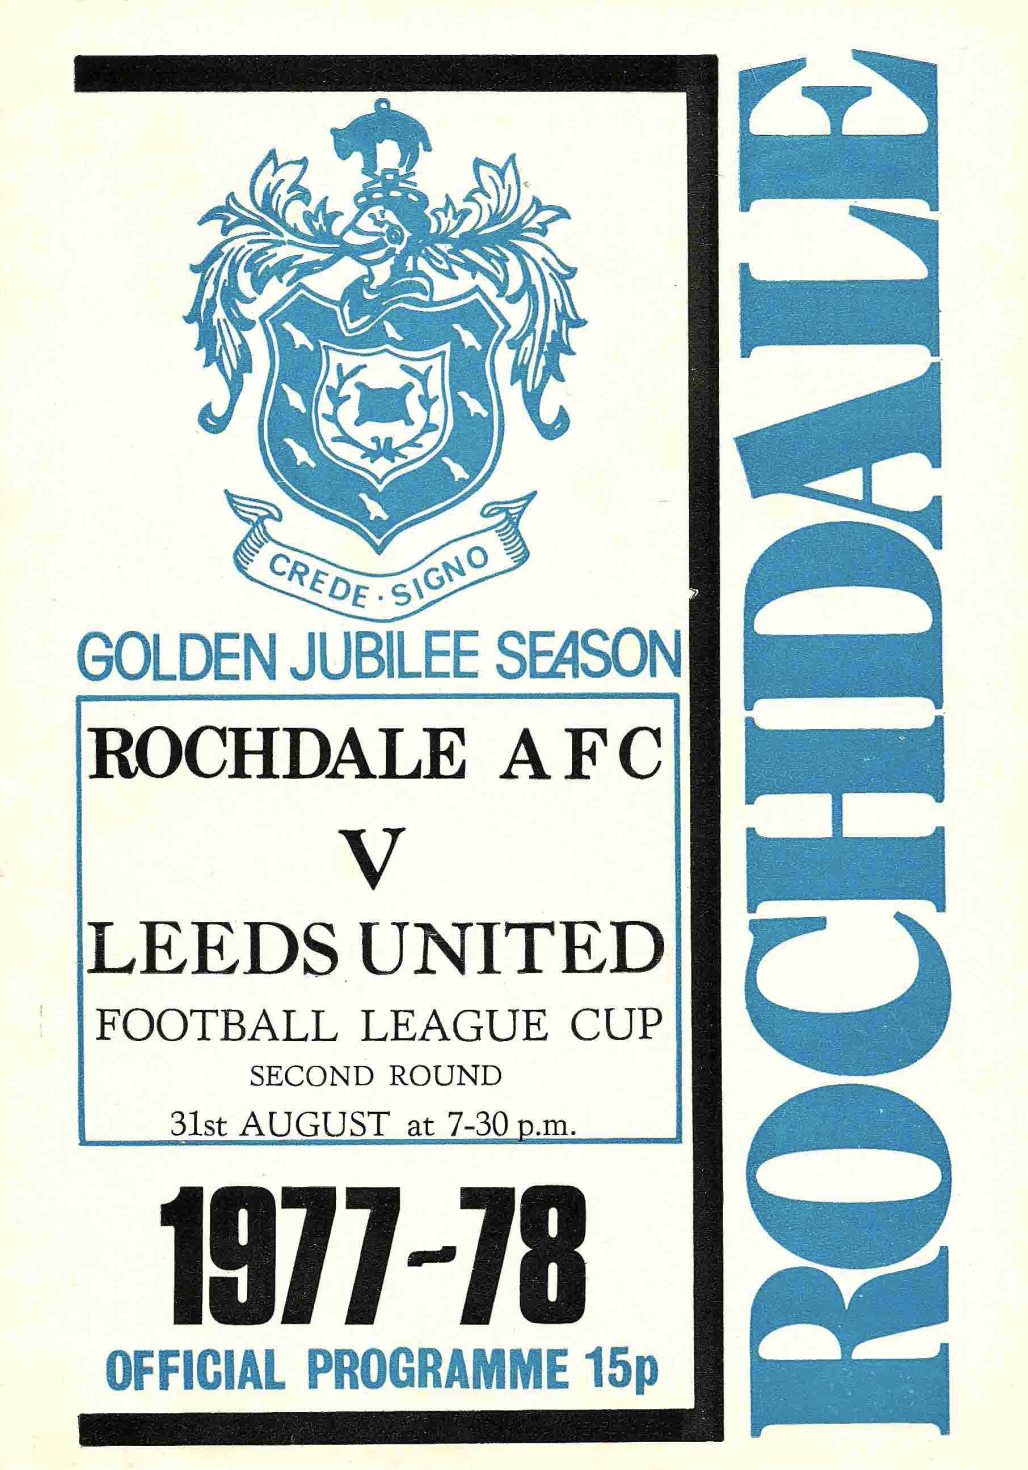 CREDE · SIGNO
GOLDEN JUBILEE SEASON
ROCHDALE AFC
V
LEEDS UNITED
FOOTBALL LEAGUE CUP
SECOND ROUND
31st AUGUST at 7-30 p.m.
1977-78
OFFICIAL PROGRAMME 15p
ROCHDALE